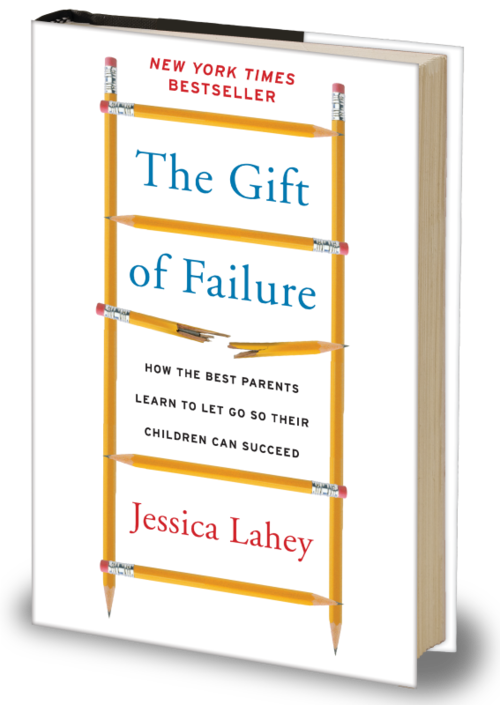 NEW YORK TIMES
BESTSELLER
The Gift
of Failure
HOW THE BEST PARENTS
LEARN TO LET GO SO THEIR
CHILDREN CAN SUCCEED
Jessica Lahey